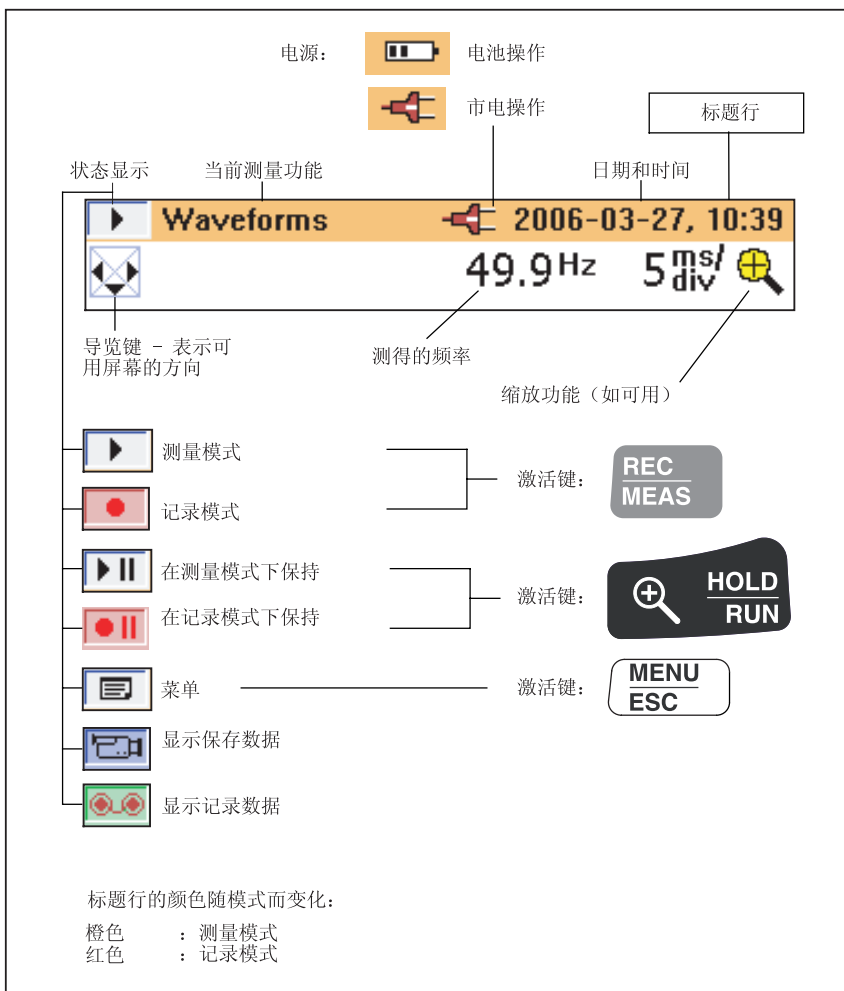 电源:
电池操作
市电操作
标题行
状态显示
当前测量功能
日期和时间
Waveforms
2006-03-27, 10:39
49.9 Hz
5 ms/div
导览键 - 表示可
用屏幕的方向
测得的频率
缩放功能（如可用）
测量模式
激活键:
REC
MEAS
记录模式
在测量模式下保持
激活键:
HOLD
RUN
在记录模式下保持
菜单
激活键:
MENU
ESC
显示保存数据
显示记录数据
标题行的颜色随模式而变化:
橙色 : 测量模式
红色 : 记录模式